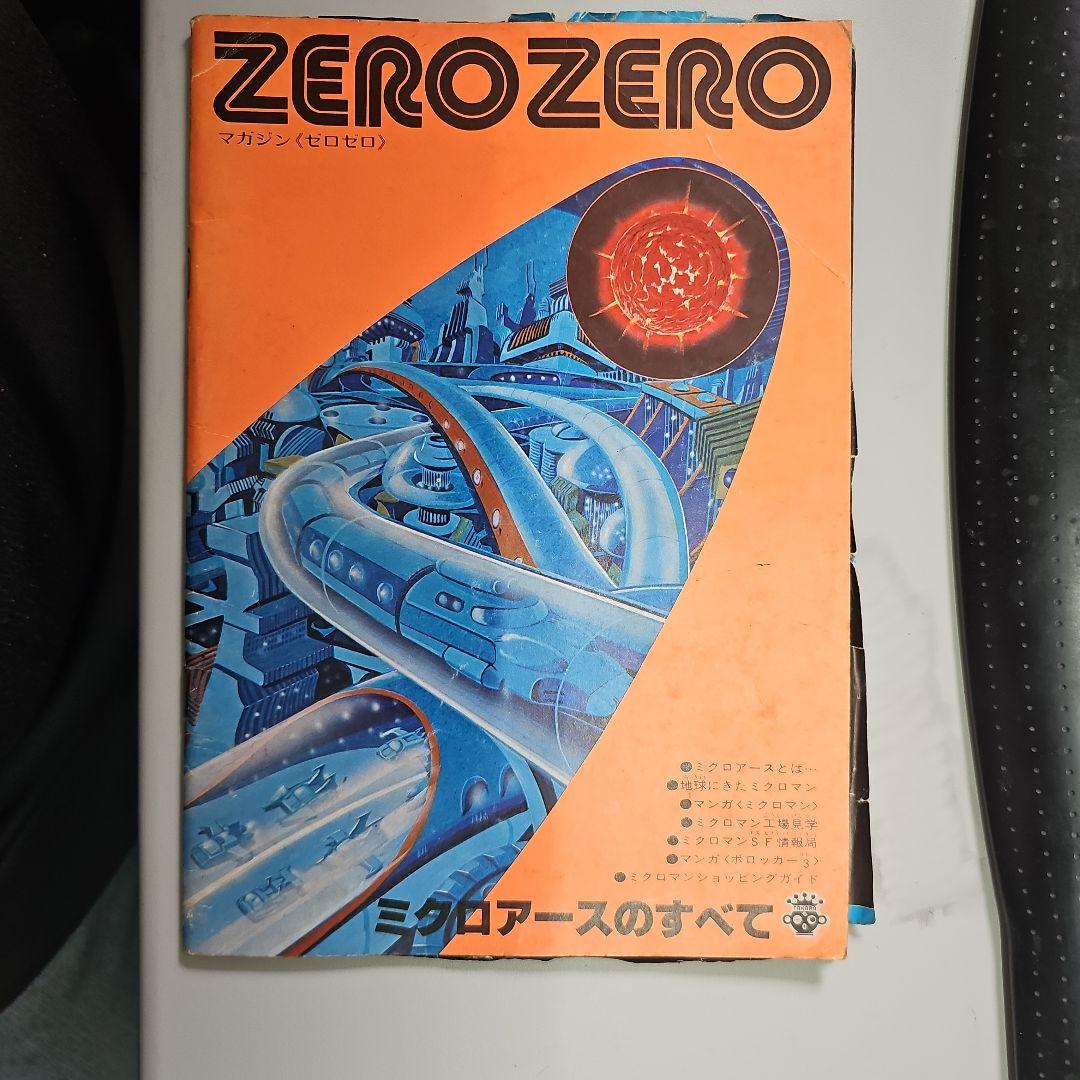 ZEROZERO
マガジン《ゼロゼロ》
●ミクロアースとは…
●地球にきたミクロマン
●マンガ〈ミクロマン〉
●ミクロマン工場見学
●ミクロマンSF情報局
●マンガ〈ボロッカー3〉
●ミクロマンショッピングガイド
ミクロアースのすべて
TAKARA